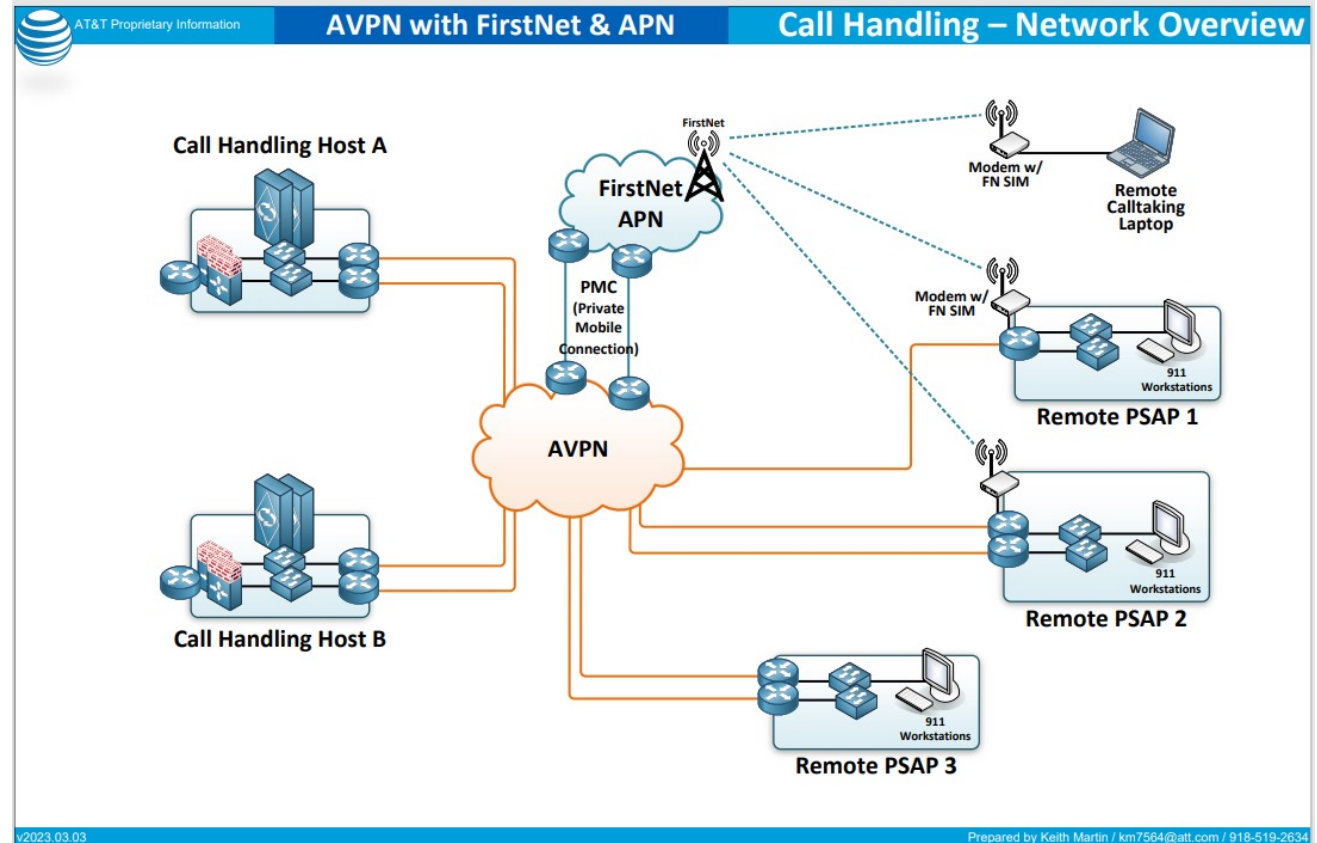 AT&T Proprietary Information
AVPN with FirstNet & APN
Call Handling – Network Overview
Call Handling Host A
FirstNet
FirstNet
APN
Modem w/
FN SIM
Remote
Calltaking
Laptop
PMC
(Private
Mobile
Connection)
Modem w/
FN SIM
911
Workstations
Remote PSAP 1
AVPN
911
Workstations
Remote PSAP 2
Call Handling Host B
911
Workstations
Remote PSAP 3
v2023.03.03
Prepared by Keith Martin / km7564@att.com / 918-519-2634